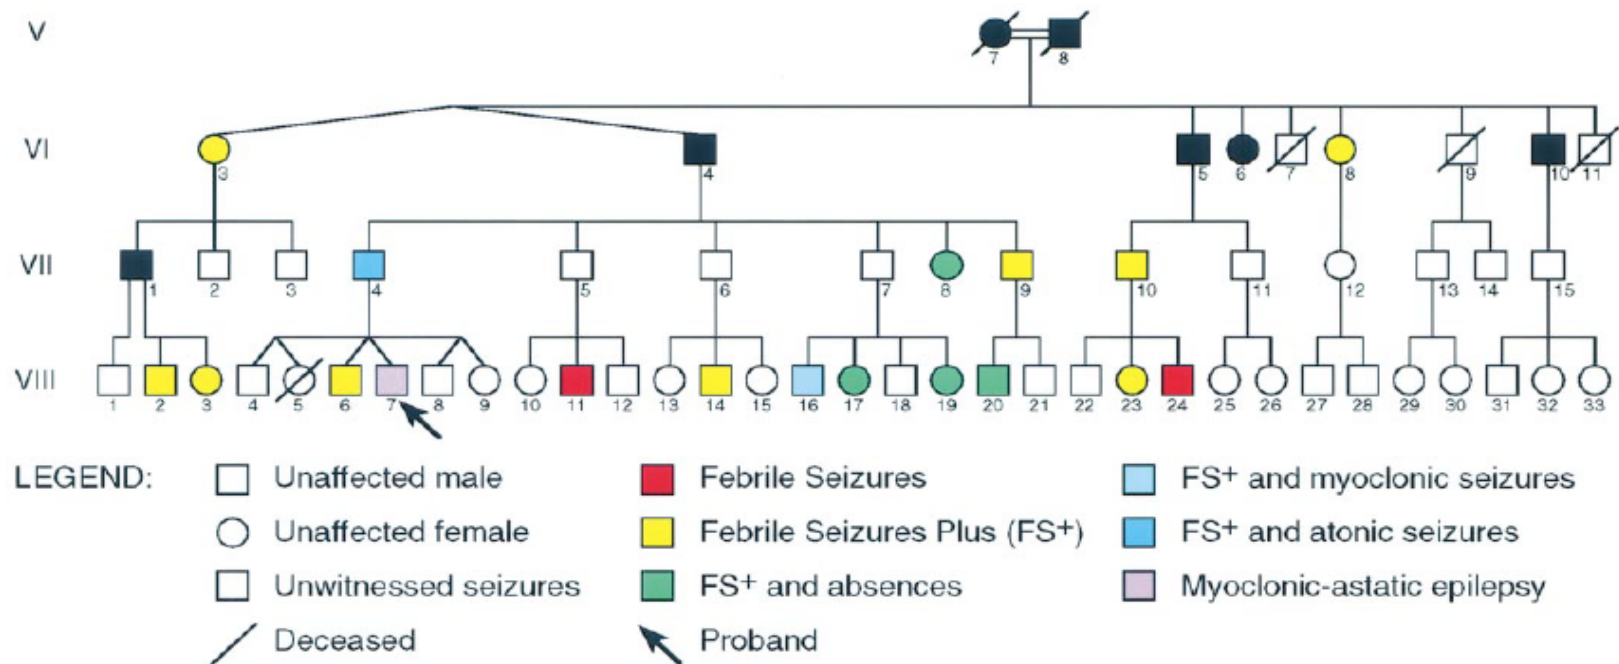 V
7 8
VI
3 4 5 6 7 8 9 10 11
VII
1 2 3 4 5 6 7 8 9 10 11 12 13 14 15
VIII
1 2 3 4 5 6 7 8 9 10 11 12 13 14 15 16 17 18 19 20 21 22 23 24 25 26 27 28 29 30 31 32 33
LEGEND: Unaffected male Febrile Seizures FS+ and myoclonic seizures
Unaffected female Febrile Seizures Plus (FS+) FS+ and atonic seizures
Unwitnessed seizures FS+ and absences Myoclonic-astatic epilepsy
Deceased Proband